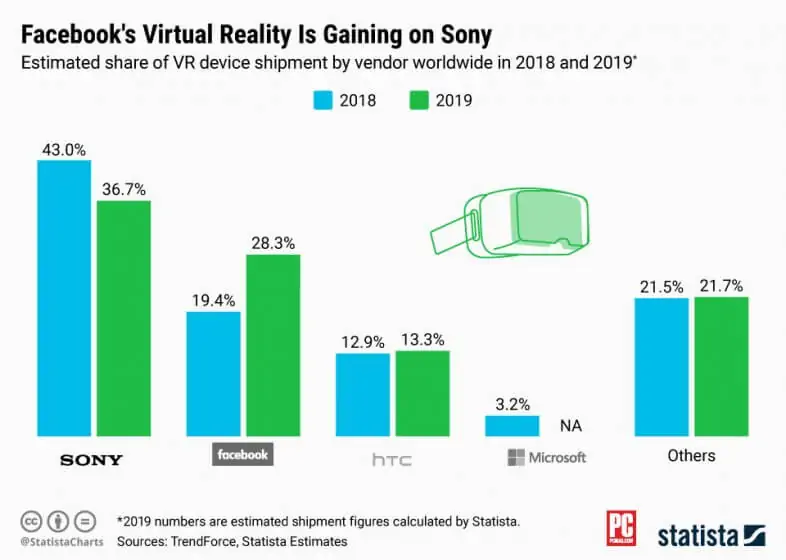 Facebook's Virtual Reality Is Gaining on Sony
Estimated share of VR device shipment by vendor worldwide in 2018 and 2019*
2018 2019
43.0%
36.7%
28.3%
19.4%
12.9% 13.3%
3.2%
NA
21.5% 21.7%
SONY
facebook
hTC
Microsoft
Others
@StatistaCharts
*2019 numbers are estimated shipment figures calculated by Statista.
Sources: TrendForce, Statista Estimates
PC
statista